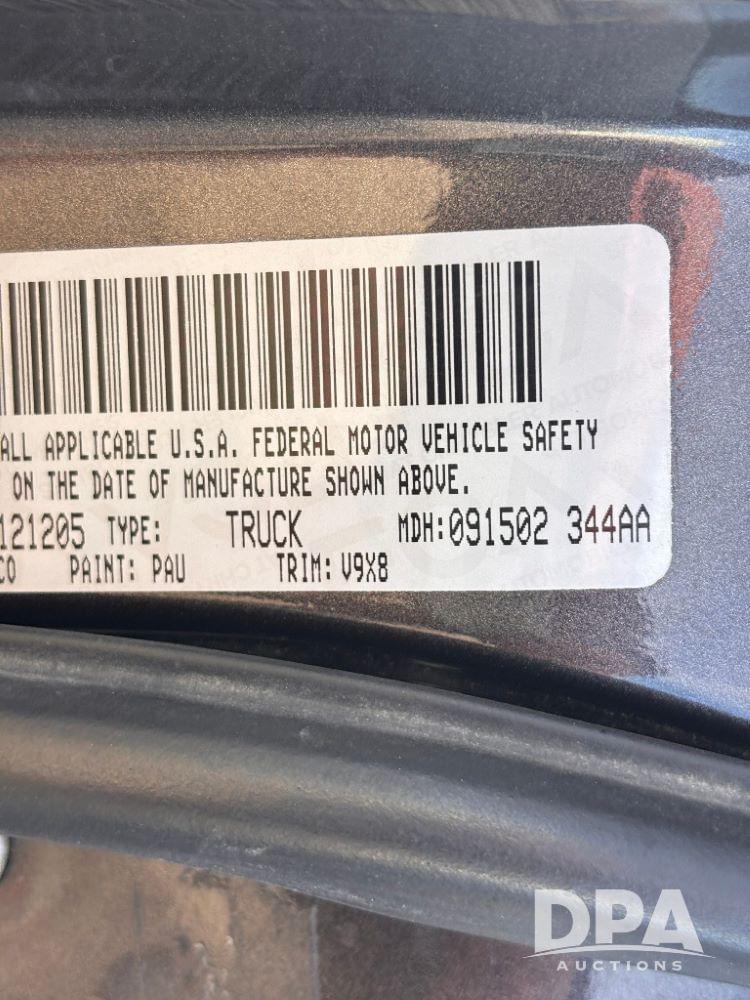 ALL APPLICABLE U.S.A. FEDERAL MOTOR VEHICLE SAFETY
ON THE DATE OF MANUFACTURE SHOWN ABOVE.
121205 TYPE: TRUCK MDH: 091502 344AA
CO PAINT: PAU TRIM: V9X8
DPA
AUCTIONS